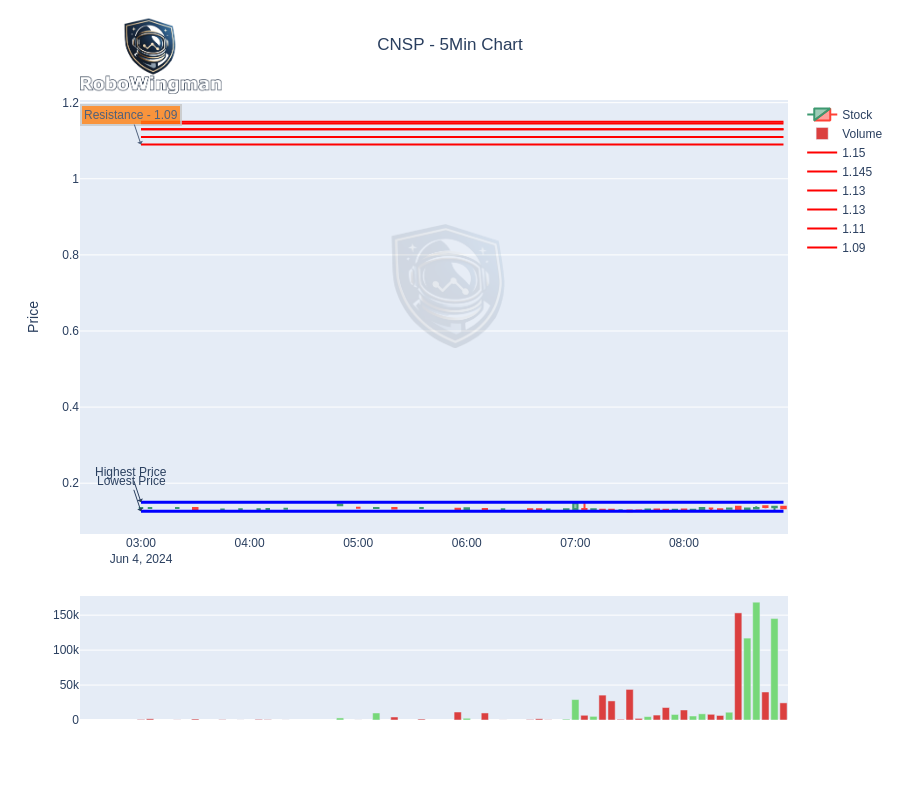 RoboWingman
CNSP - 5Min Chart
Resistance - 1.09
Stock
Volume
1.15
1.145
1.13
1.13
1.11
1.09
Price
1.2
1
0.8
0.6
0.4
0.2
Highest Price
Lowest Price
03:00
04:00
05:00
06:00
07:00
08:00
Jun 4, 2024
150k
100k
50k
0